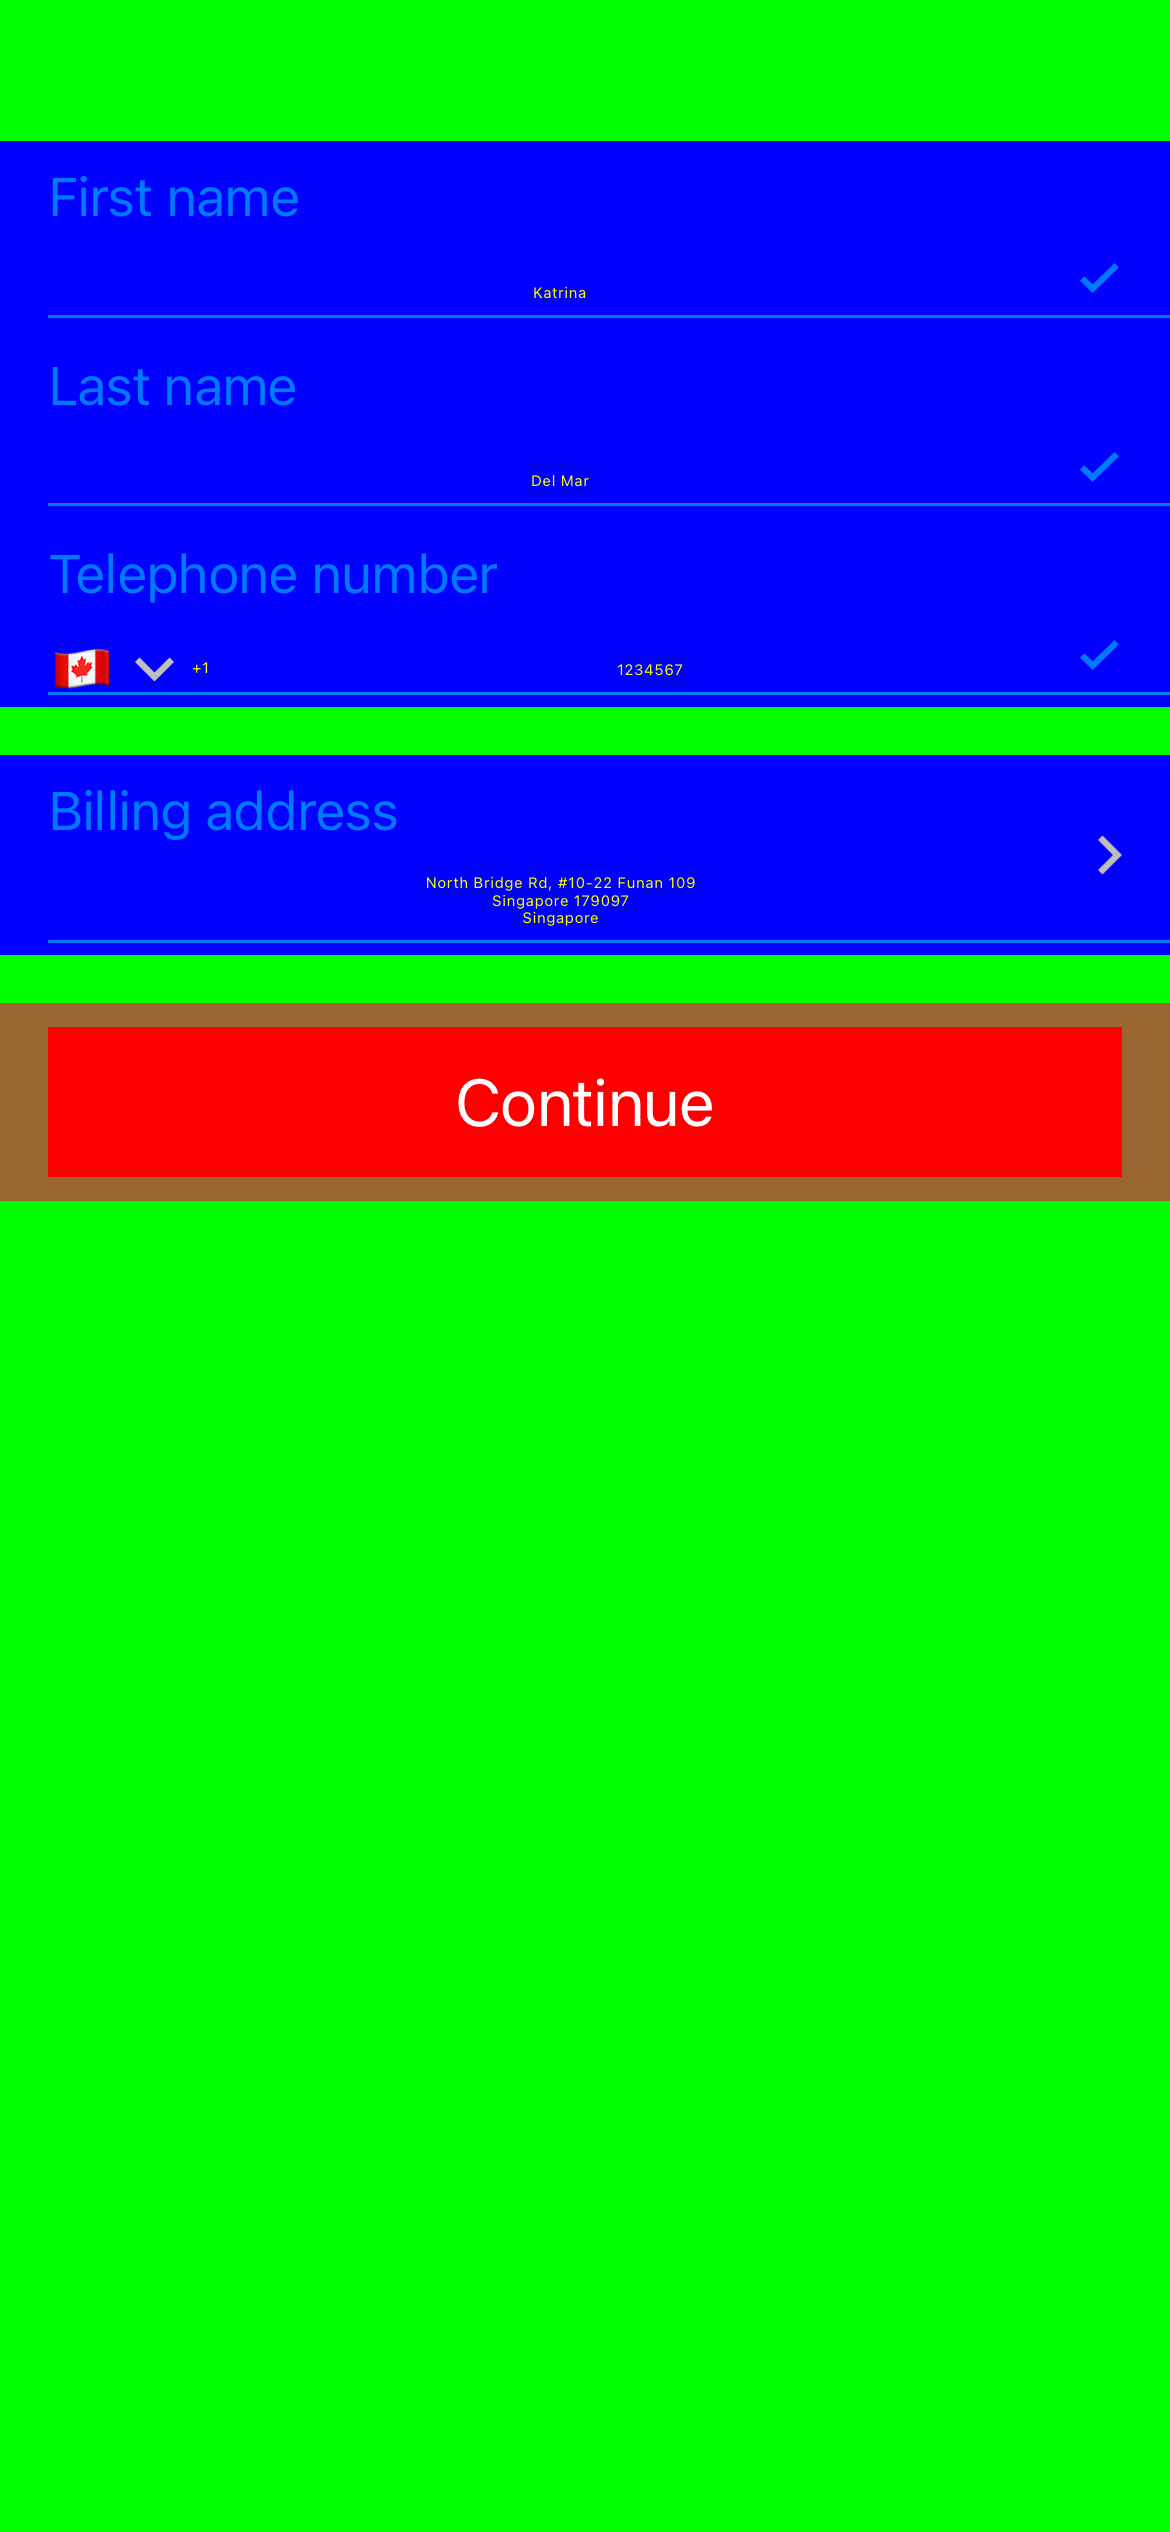 First name
Katrina
Last name
Del Mar
Telephone number
+1 1234567
Billing address
North Bridge Rd, #10-22 Funan 109
Singapore 179097
Singapore
Continue